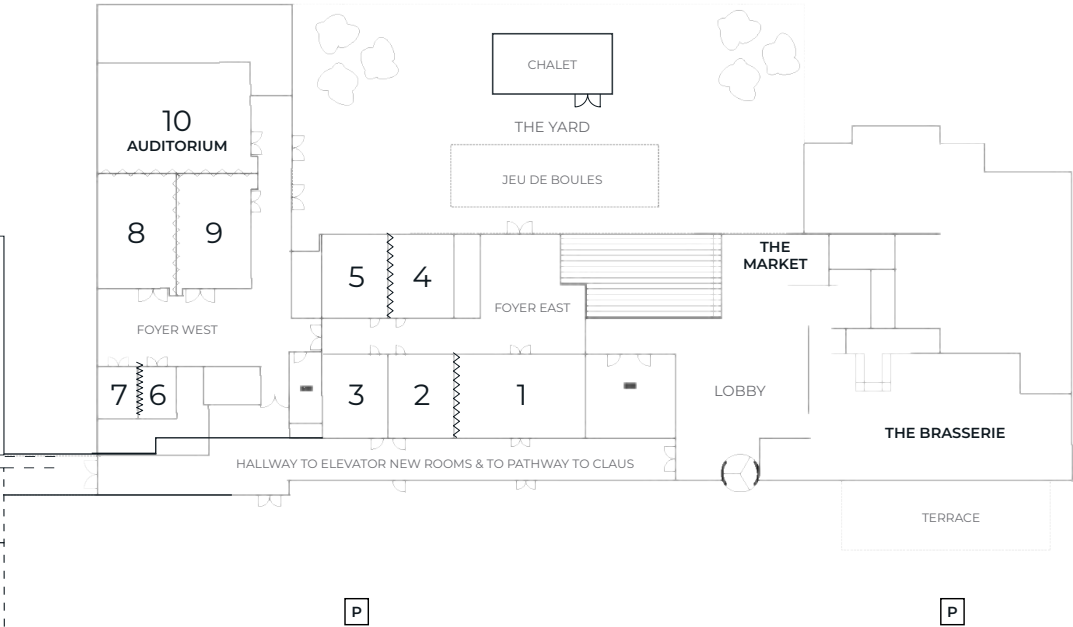 CHALET
THE YARD
10
AUDITORIUM
JEU DE BOULES
8
9
5
4
THE
MARKET
FOYER EAST
FOYER WEST
7
6
3
2
1
LOBBY
THE BRASSERIE
HALLWAY TO ELEVATOR NEW ROOMS & TO PATHWAY TO CLAUS
TERRACE
P
P